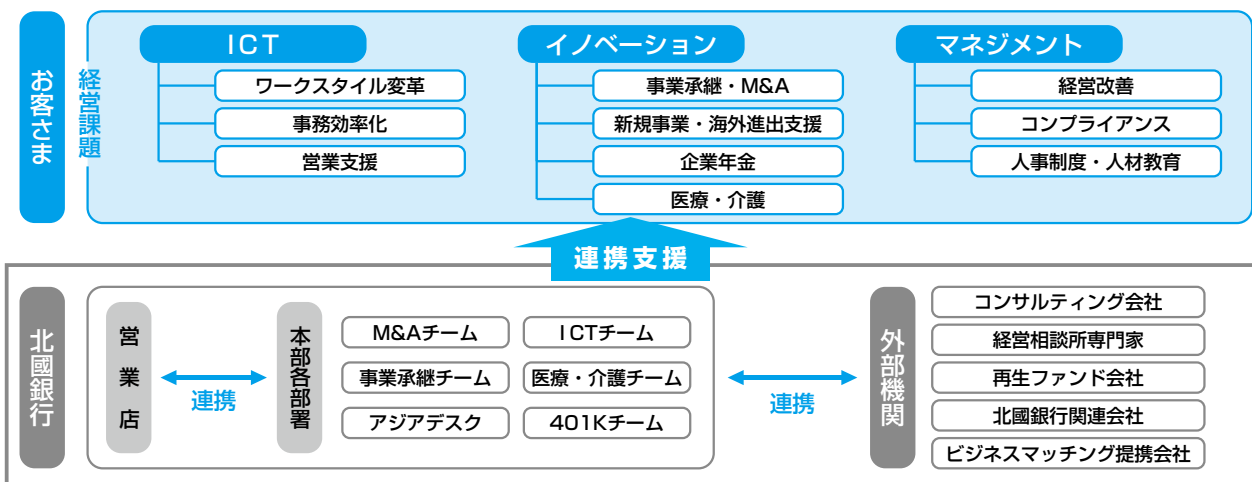 お客さま
経営課題
ICT
ワークスタイル変革
事務効率化
営業支援
イノベーション
事業承継・M&A
新規事業・海外進出支援
企業年金
医療・介護
マネジメント
経営改善
コンプライアンス
人事制度・人材教育
連携支援
北國銀行
営業店
連携
本部各部署
M&Aチーム
ICTチーム
事業承継チーム
医療・介護チーム
アジアデスク
401Kチーム
連携
外部機関
コンサルティング会社
経営相談所専門家
再生ファンド会社
北國銀行関連会社
ビジネスマッチング提携会社